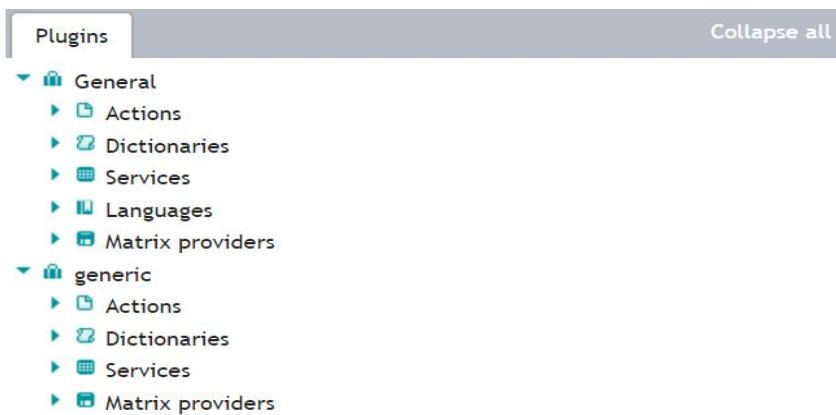 Plugins Collapse all
General
Actions
Dictionaries
Services
Languages
Matrix providers
generic
Actions
Dictionaries
Services
Matrix providers